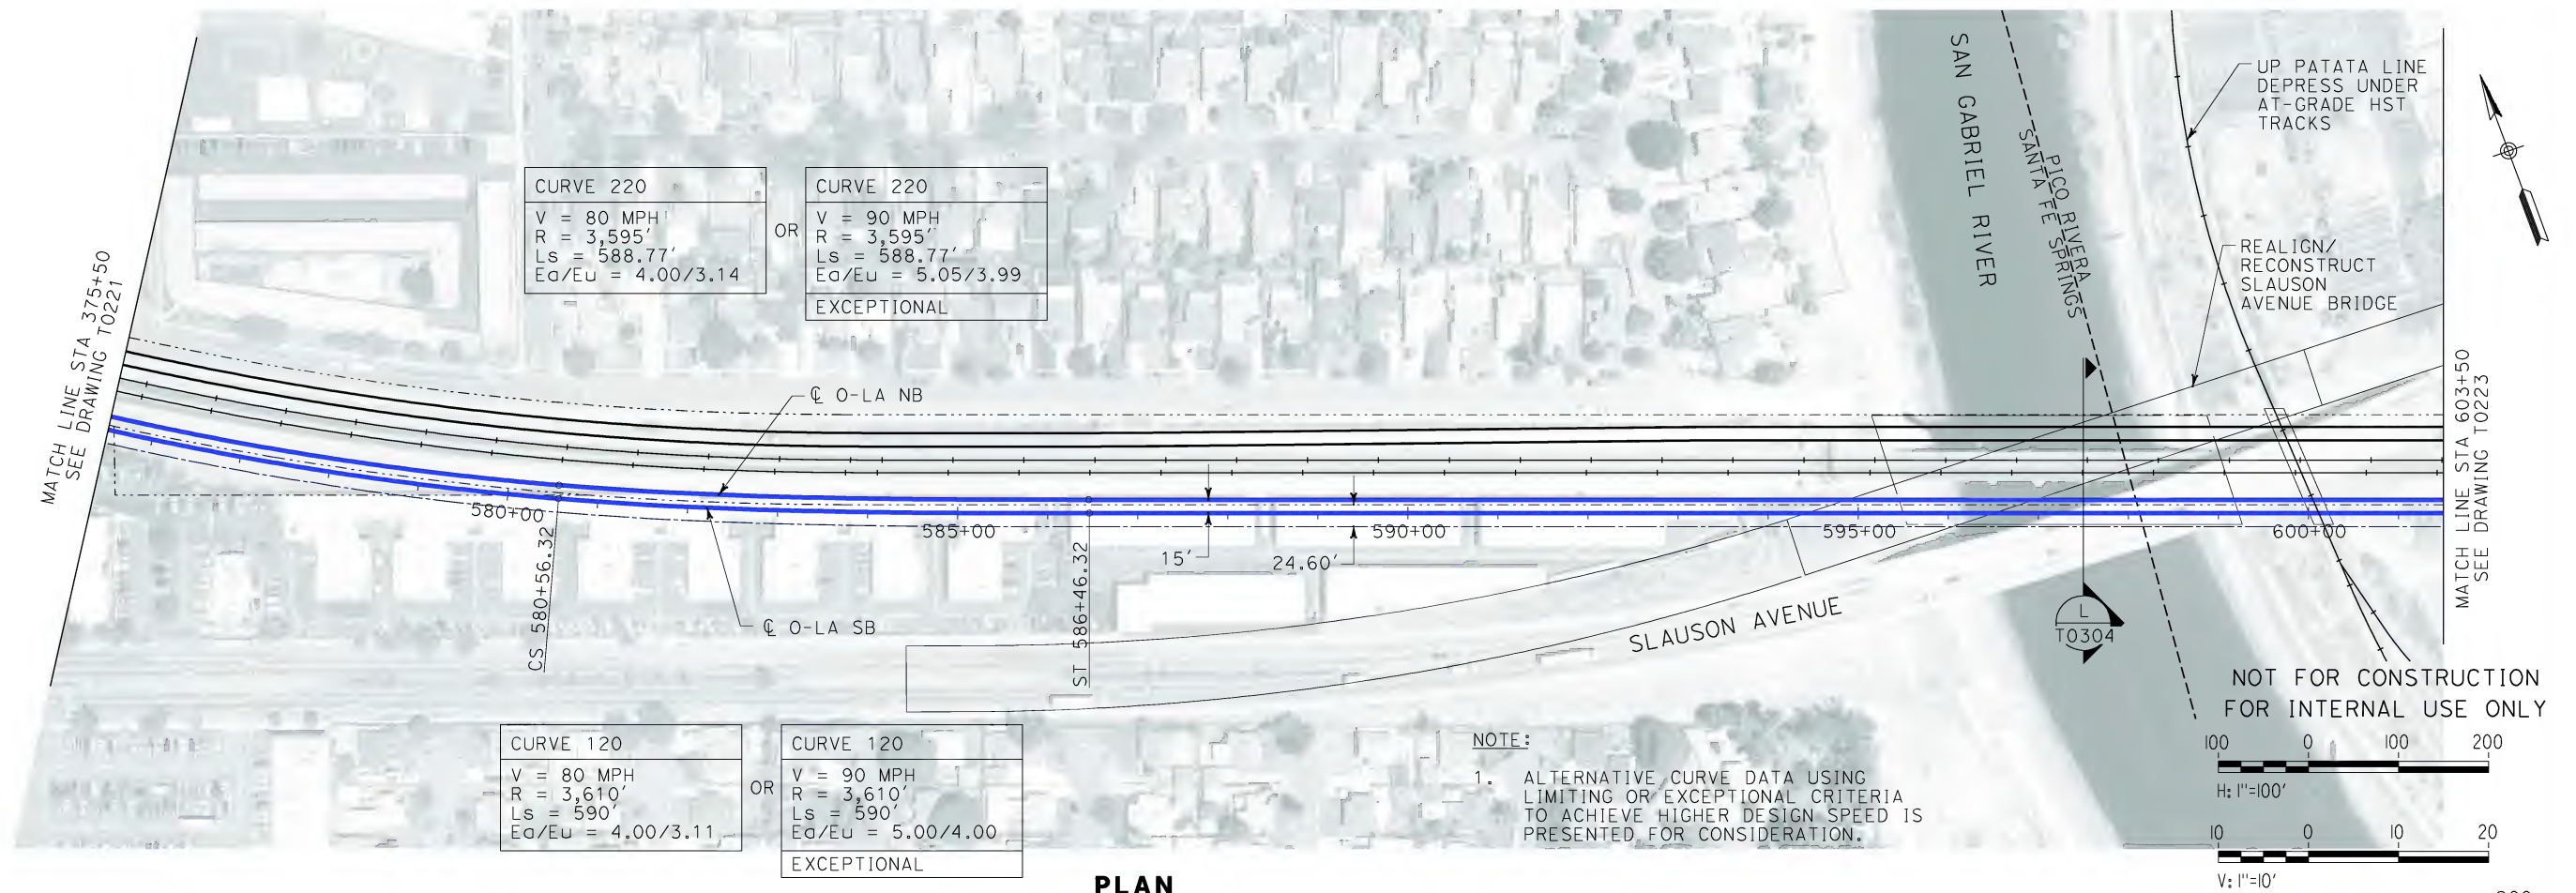 MATCH LINE STA 375+50
SEE DRAWING T0221
CURVE 220
V = 80 MPH
R = 3,595'
Ls = 588.77'
Ea/Eu = 4.00/3.14
OR
CURVE 220
V = 90 MPH
R = 3,595'
Ls = 588.77'
Ea/Eu = 5.05/3.99
EXCEPTIONAL
SAN GABRIEL RIVER
PICO RIVERA
SANTA FE SPRINGS
UP PATATA LINE
DEPRESS UNDER
AT-GRADE HST
TRACKS
REALIGN/
RECONSTRUCT
SLAUSON
AVENUE BRIDGE
MATCH LINE STA 603+50
SEE DRAWING T0223
℄ O-LA NB
580+00
585+00
590+00
595+00
600+00
15'
24.60'
CS 580+56.32
ST 586+46.32
℄ O-LA SB
SLAUSON AVENUE
L
T0304
NOT FOR CONSTRUCTION
FOR INTERNAL USE ONLY
CURVE 120
V = 80 MPH
R = 3,610'
Ls = 590'
Ea/Eu = 4.00/3.11
OR
CURVE 120
V = 90 MPH
R = 3,610'
Ls = 590'
Ea/Eu = 5.00/4.00
EXCEPTIONAL
NOTE:
1. ALTERNATIVE CURVE DATA USING
LIMITING OR EXCEPTIONAL CRITERIA
TO ACHIEVE HIGHER DESIGN SPEED IS
PRESENTED FOR CONSIDERATION.
100 0 100 200
H: 1"=100'
10 0 10 20
V: 1"=10'
PLAN